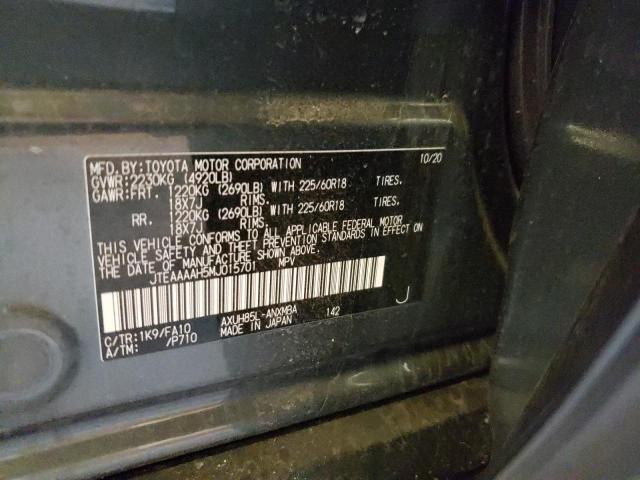 MFD.BY:TOYOTA MOTOR CORPORATION 10/20
GVWR:2230KG (4920LB)
GAWR:FRT. 1220KG (2690LB) WITH 225/60R18 TIRES.
18X7J RIMS.
RR. 1220KG (2690LB) WITH 225/60R18 TIRES.
18X7J RIMS.
THIS VEHICLE CONFORMS TO ALL APPLICABLE FEDERAL MOTOR
VEHICLE SAFETY AND THEFT PREVENTION STANDARDS IN EFFECT ON
THE DATE OF MANUFACTURE SHOWN ABOVE.
JTEAAAAH5MJ015701 MPV
J
C/TR:1K9/FA10 AXUH85L-ANXMBA 142
A/TM: /P710 MADE IN JAPAN